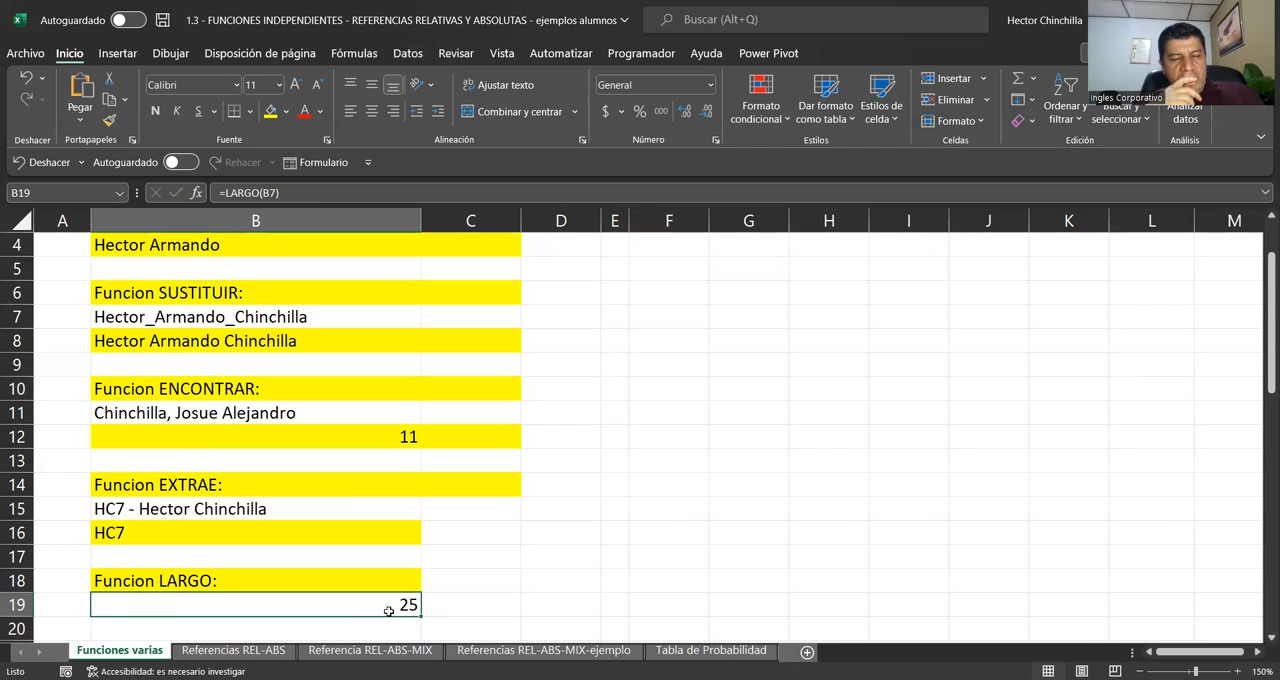 Autoguardado
1.3 - FUNCIONES INDEPENDIENTES - REFERENCIAS RELATIVAS Y ABSOLUTAS - ejemplos alumnos
Buscar (Alt+Q)
Hector Chinchilla
Archivo Inicio Insertar Dibujar Disposición de página Fórmulas Datos Revisar Vista Automatizar Programador Ayuda Power Pivot
Ingles Corporativo
Pegar
Calibri 11
N K S
Ajustar texto
Combinar y centrar
General
$ % 000
Formato condicional
Dar formato como tabla
Estilos de celda
Insertar
Eliminar
Formato
Ordenar y filtrar
Buscar y seleccionar
Analizar datos
Deshacer Portapapeles Fuente Alineación Número Estilos Celdas Edición Análisis
Deshacer Autoguardado Rehacer Formulario
B19 fx =LARGO(B7)
A B C D E F G H I J K L M
4 Hector Armando
5
6 Funcion SUSTITUIR:
7 Hector_Armando_Chinchilla
8 Hector Armando Chinchilla
9
10 Funcion ENCONTRAR:
11 Chinchilla, Josue Alejandro
12 11
13
14 Funcion EXTRAE:
15 HC7 - Hector Chinchilla
16 HC7
17
18 Funcion LARGO:
19 25
20
Funciones varias Referencias REL-ABS Referencia REL-ABS-MIX Referencias REL-ABS-MIX-ejemplo Tabla de Probabilidad
Listo Accesibilidad: es necesario investigar 150%